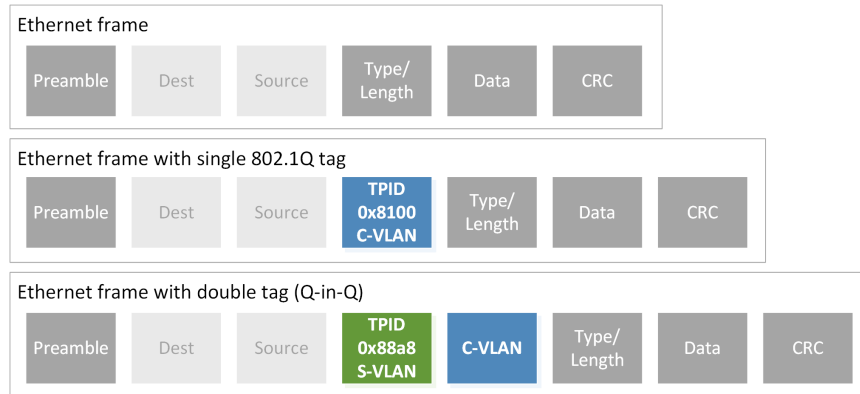 Ethernet frame
Preamble Dest Source Type/ Length Data CRC
Ethernet frame with single 802.1Q tag
Preamble Dest Source TPID 0x8100 C-VLAN Type/ Length Data CRC
Ethernet frame with double tag (Q-in-Q)
Preamble Dest Source TPID 0x88a8 S-VLAN C-VLAN Type/ Length Data CRC